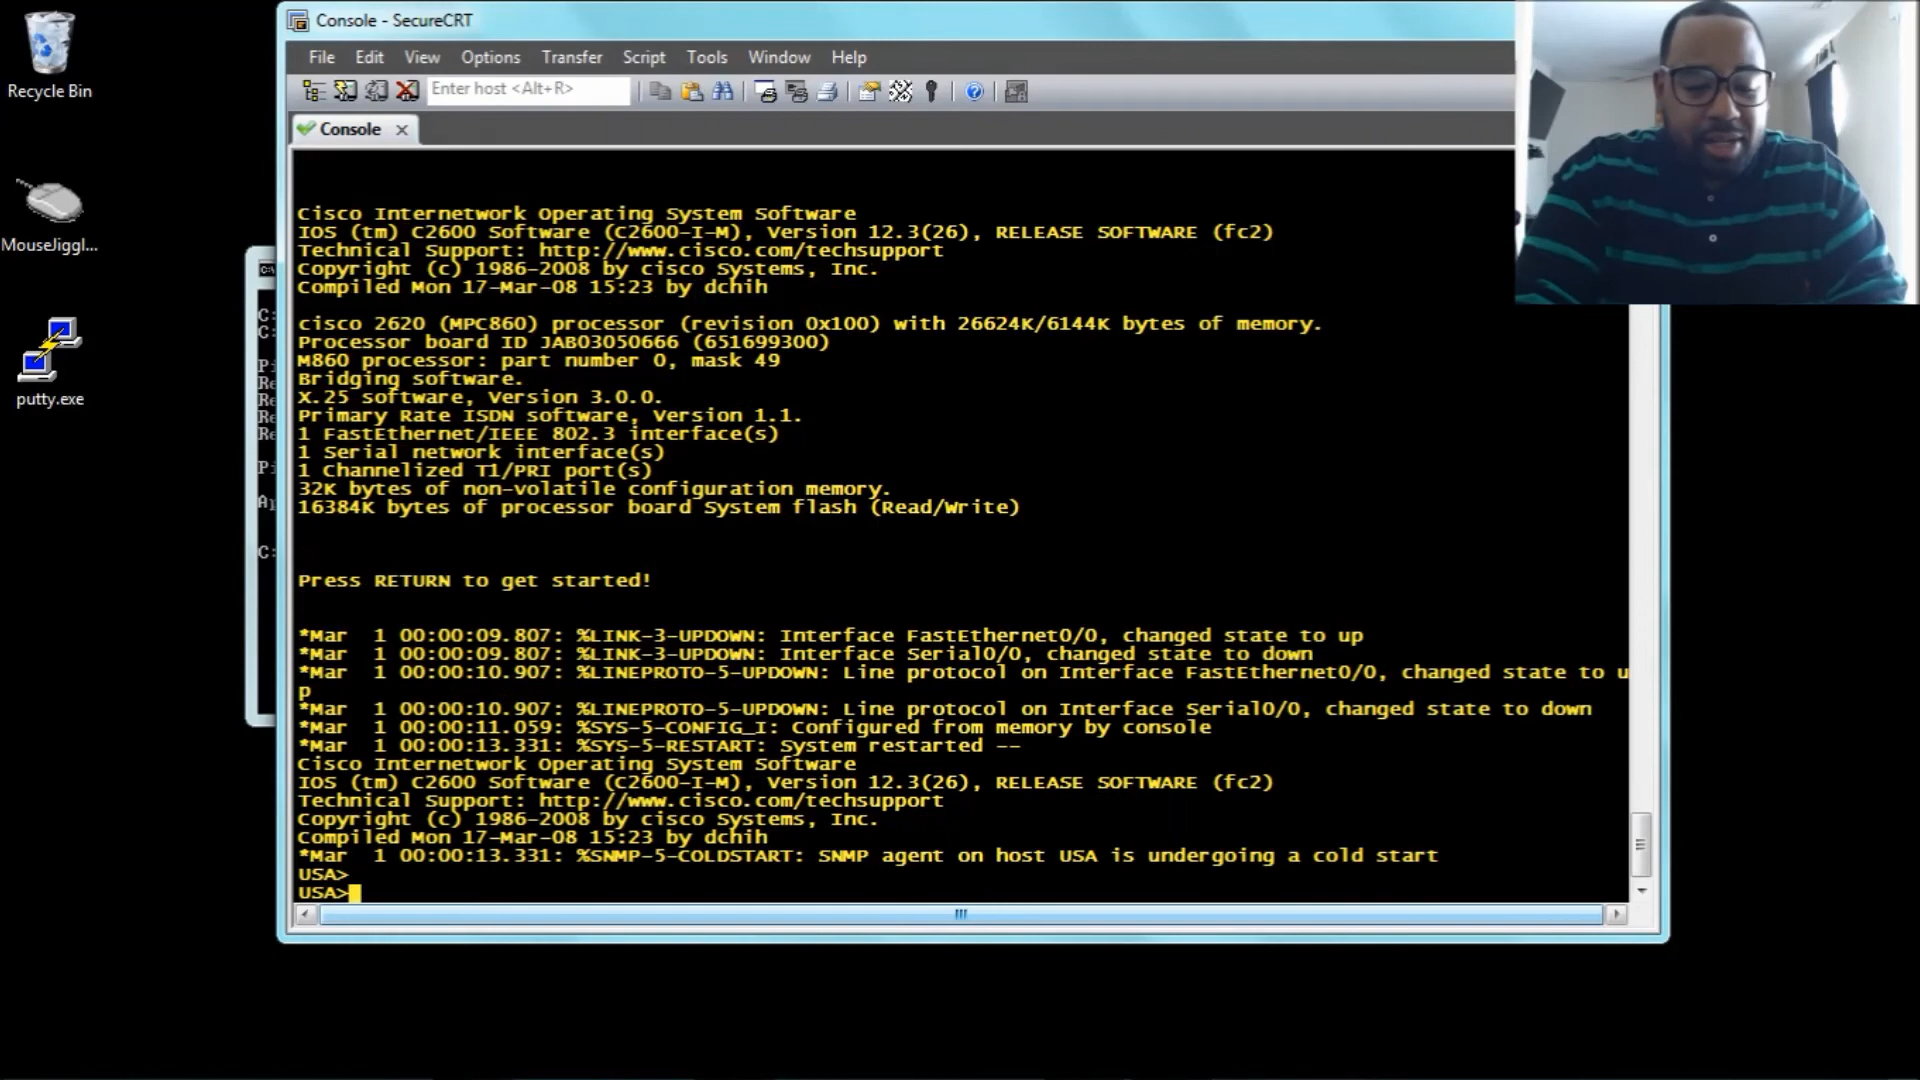 Console - SecureCRT
Recycle Bin
File Edit View Options Transfer Script Tools Window Help
Enter host <Alt+R>
Console
Cisco Internetwork Operating System Software
IOS (tm) C2600 Software (C2600-I-M), Version 12.3(26), RELEASE SOFTWARE (fc2)
Technical Support: http://www.cisco.com/techsupport
Copyright (c) 1986-2008 by cisco Systems, Inc.
Compiled Mon 17-Mar-08 15:23 by dchih
MouseJiggl...
cisco 2620 (MPC860) processor (revision 0x100) with 26624K/6144K bytes of memory.
Processor board ID JAB03050666 (651699300)
M860 processor: part number 0, mask 49
Bridging software.
X.25 software, Version 3.0.0.
Primary Rate ISDN software, Version 1.1.
1 FastEthernet/IEEE 802.3 interface(s)
1 Serial network interface(s)
1 Channelized T1/PRI port(s)
32K bytes of non-volatile configuration memory.
16384K bytes of processor board System flash (Read/Write)
putty.exe
C:
C:
Pi
Re
Re
Re
Re
Pi
C:
Press RETURN to get started!
*Mar 1 00:00:09.807: %LINK-3-UPDOWN: Interface FastEthernet0/0, changed state to up
*Mar 1 00:00:09.807: %LINK-3-UPDOWN: Interface Serial0/0, changed state to down
*Mar 1 00:00:10.907: %LINEPROTO-5-UPDOWN: Line protocol on Interface FastEthernet0/0, changed state to u
p
*Mar 1 00:00:10.907: %LINEPROTO-5-UPDOWN: Line protocol on Interface Serial0/0, changed state to down
*Mar 1 00:00:11.059: %SYS-5-CONFIG_I: Configured from memory by console
*Mar 1 00:00:13.331: %SYS-5-RESTART: System restarted --
Cisco Internetwork Operating System Software
IOS (tm) C2600 Software (C2600-I-M), Version 12.3(26), RELEASE SOFTWARE (fc2)
Technical Support: http://www.cisco.com/techsupport
Copyright (c) 1986-2008 by cisco Systems, Inc.
Compiled Mon 17-Mar-08 15:23 by dchih
*Mar 1 00:00:13.331: %SNMP-5-COLDSTART: SNMP agent on host USA is undergoing a cold start
USA>
USA>